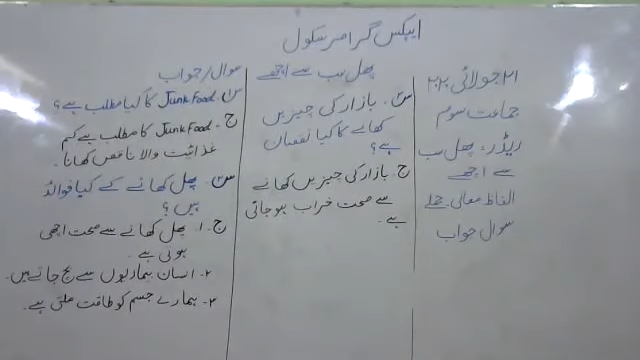 ایپکس گرامر سکول
۲۱ جولائی ۲۲
جماعت سوم
ریڈر: پھل سب
سے اچھے
الفاظ معانی جملے
سوال جواب
پھل سب سے اچھے
س۔ بازار کی چیزیں
کھانے کا کیا نقصان
ہے؟
ج۔ بازار کی چیزیں کھانے
سے صحت خراب ہو جاتی
ہے۔
سوال/جواب
س۔ Junk Food کا کیا مطلب ہے؟
ج۔ Junk Food کا مطلب ہے کم
غذائیت والا ناقص کھانا۔
س۔ پھل کھانے کے کیا فوائد
ہیں؟
ج۔ ۱۔ پھل کھانے سے صحت اچھی
ہوتی ہے۔
۲۔ انسان بیماریوں سے بچ جاتے ہیں۔
۳۔ ہمارے جسم کو طاقت ملتی ہے۔